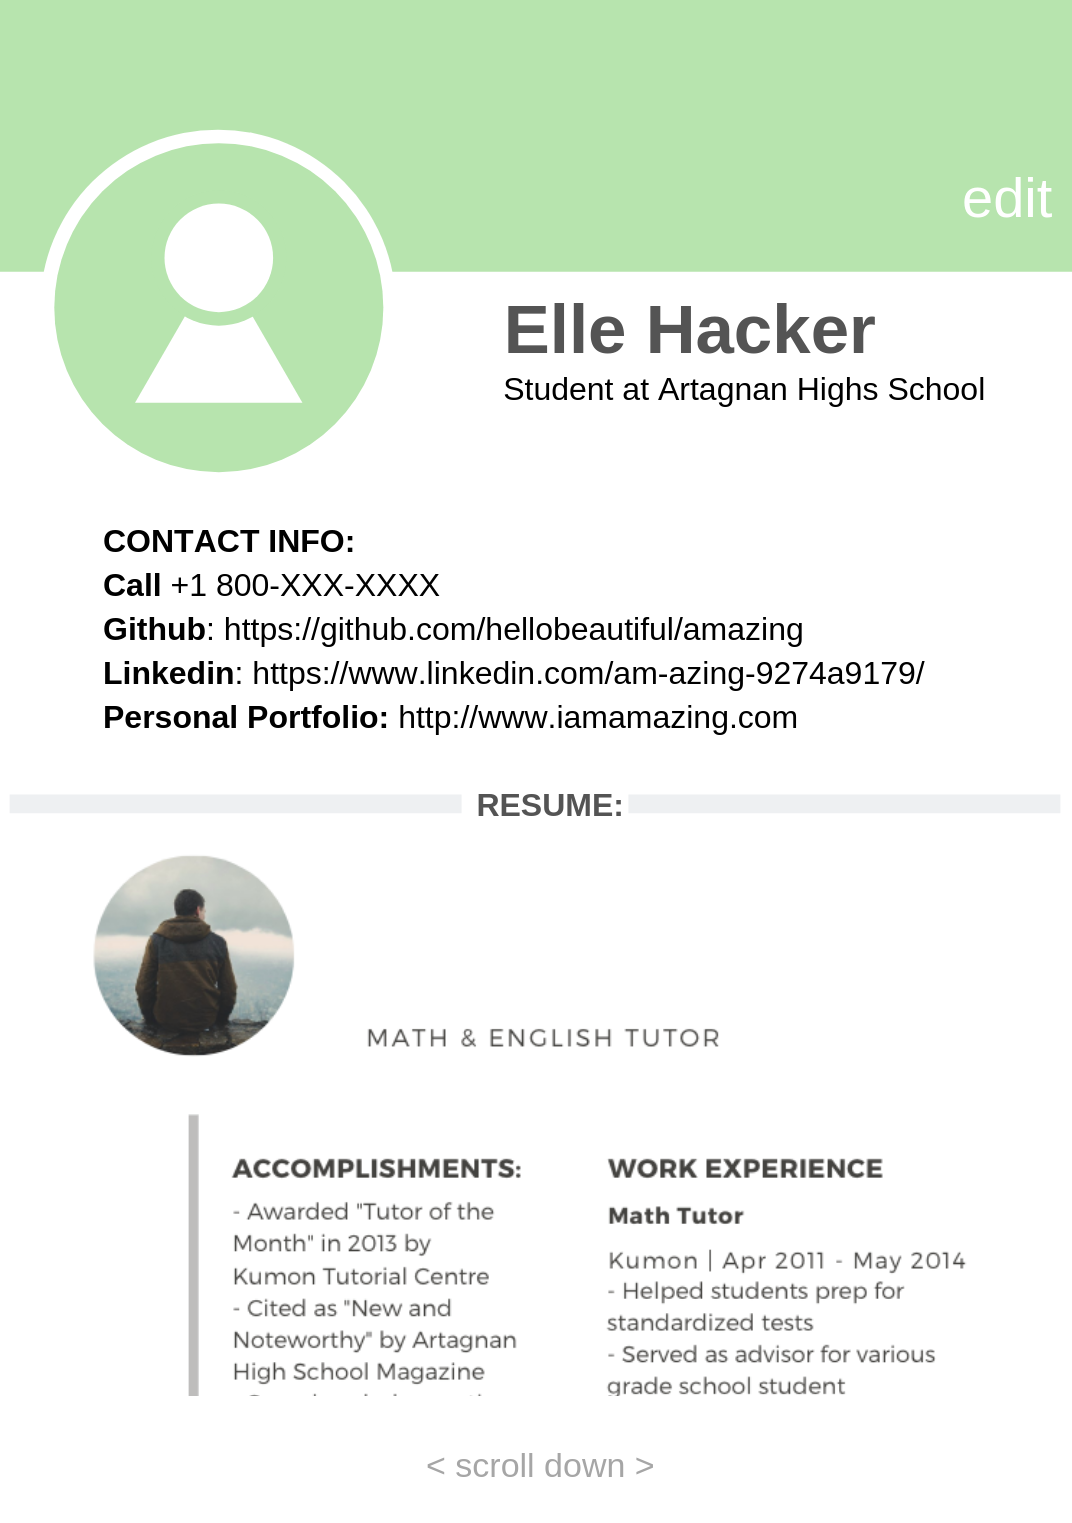 edit
Elle Hacker
Student at Artagnan Highs School
CONTACT INFO:
Call +1 800-XXX-XXXX
Github: https://github.com/hellobeautiful/amazing
Linkedin: https://www.linkedin.com/am-azing-9274a9179/
Personal Portfolio: http://www.iamamazing.com
RESUME:
MATH & ENGLISH TUTOR
ACCOMPLISHMENTS:
- Awarded "Tutor of the
Month" in 2013 by
Kumon Tutorial Centre
- Cited as "New and
Noteworthy" by Artagnan
High School Magazine
WORK EXPERIENCE
Math Tutor
Kumon | Apr 2011 - May 2014
- Helped students prep for
standardized tests
- Served as advisor for various
grade school student
< scroll down >